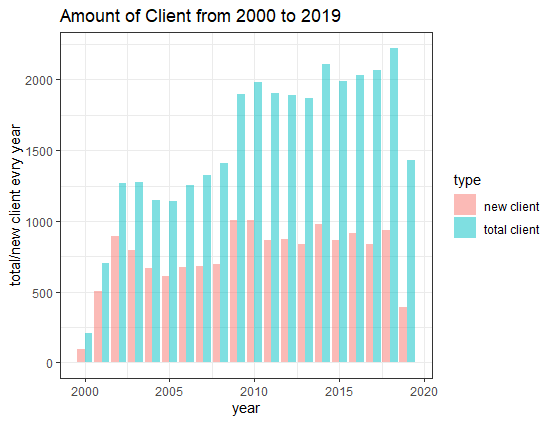 Amount of Client from 2000 to 2019
total/new client evry year
2000
1500
1000
500
0
2000
2005
2010
2015
2020
year
type
new client
total client